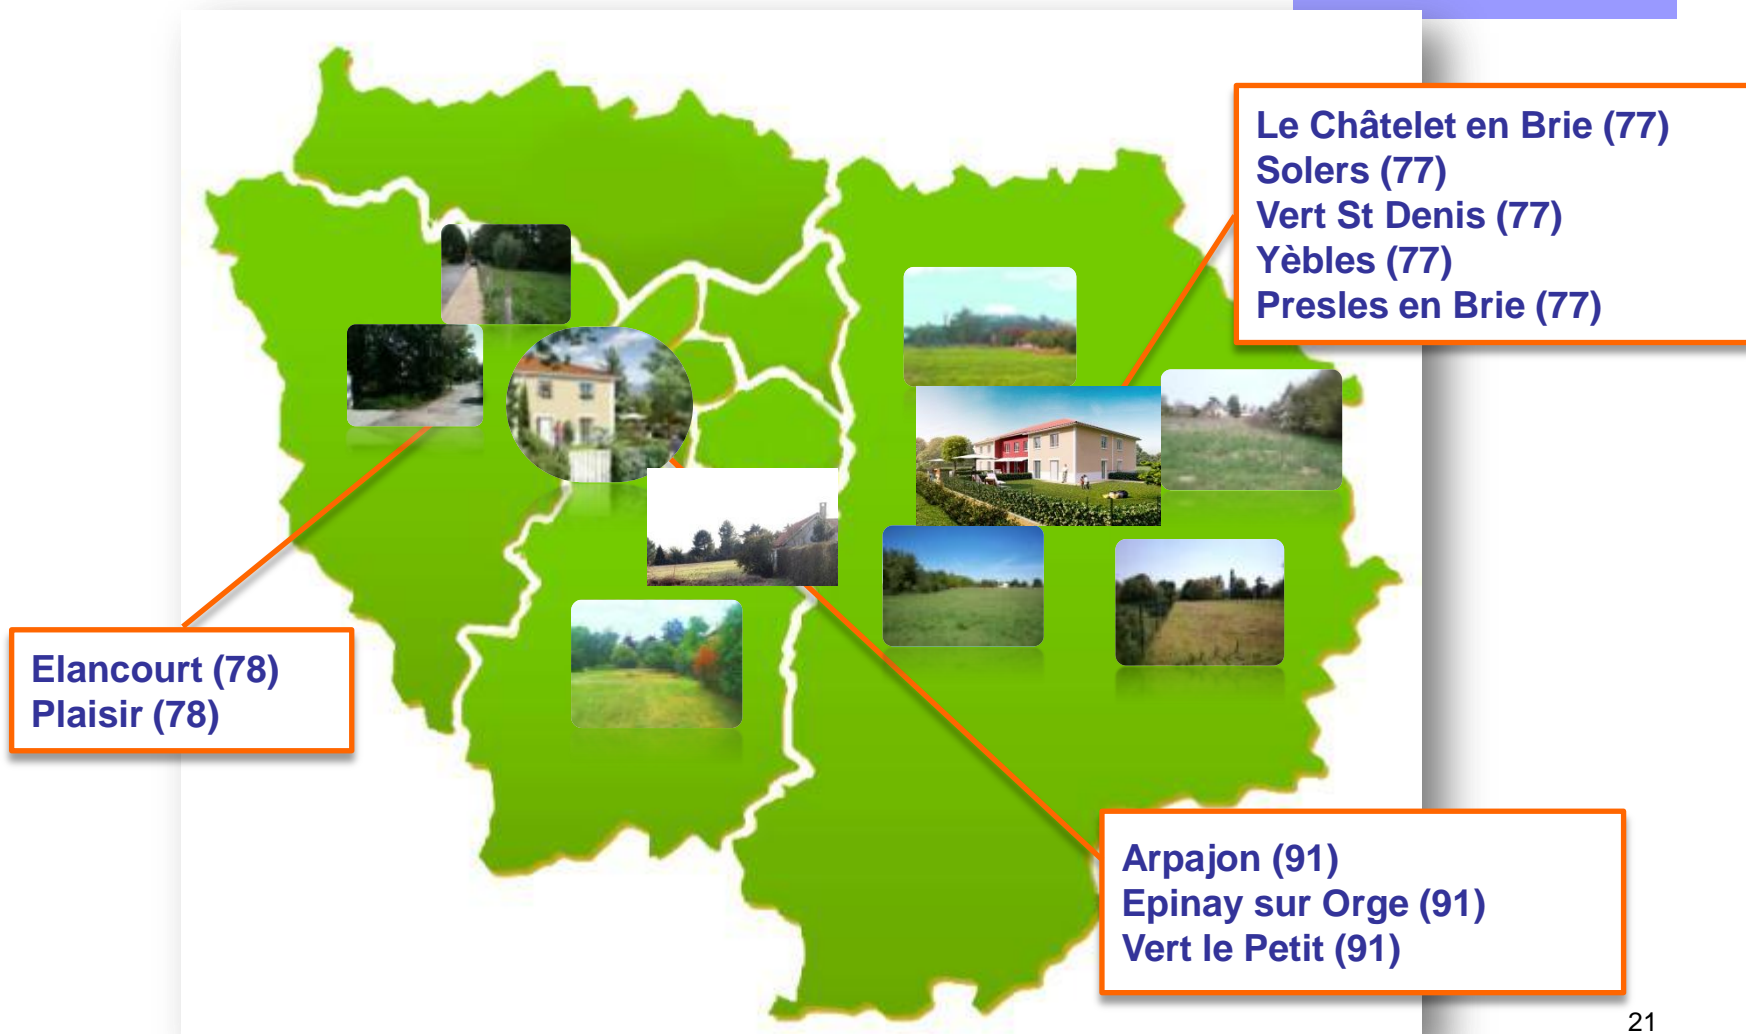 Le Châtelet en Brie (77)
Solers (77)
Vert St Denis (77)
Yèbles (77)
Presles en Brie (77)
Elancourt (78)
Plaisir (78)
Arpajon (91)
Epinay sur Orge (91)
Vert le Petit (91)
21